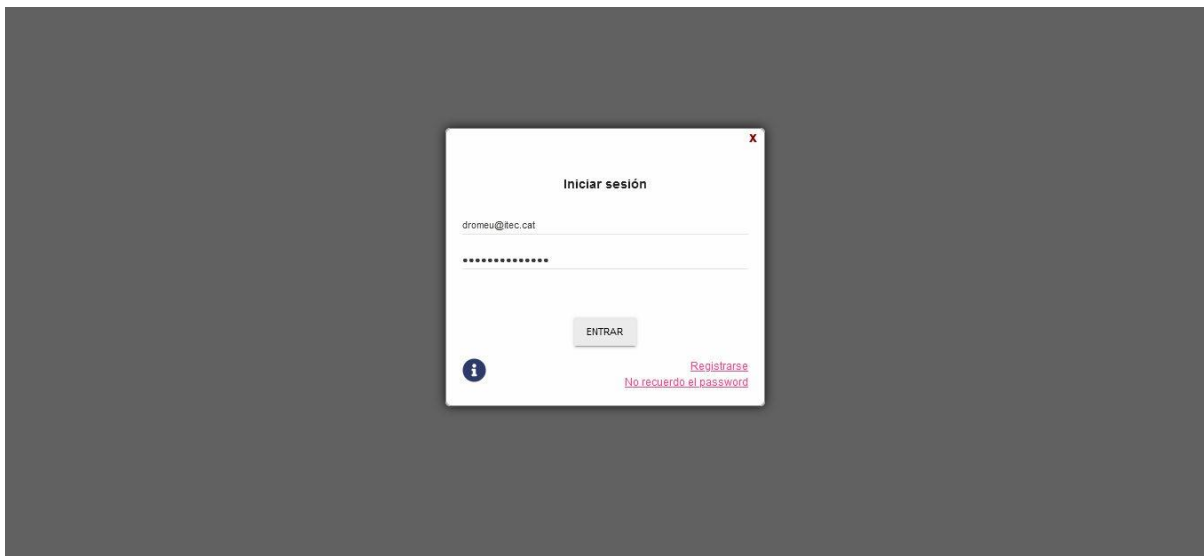 x
Iniciar sesión
dromeu@itec.cat
••••••••••••••
ENTRAR
i
Registrarse
No recuerdo el password